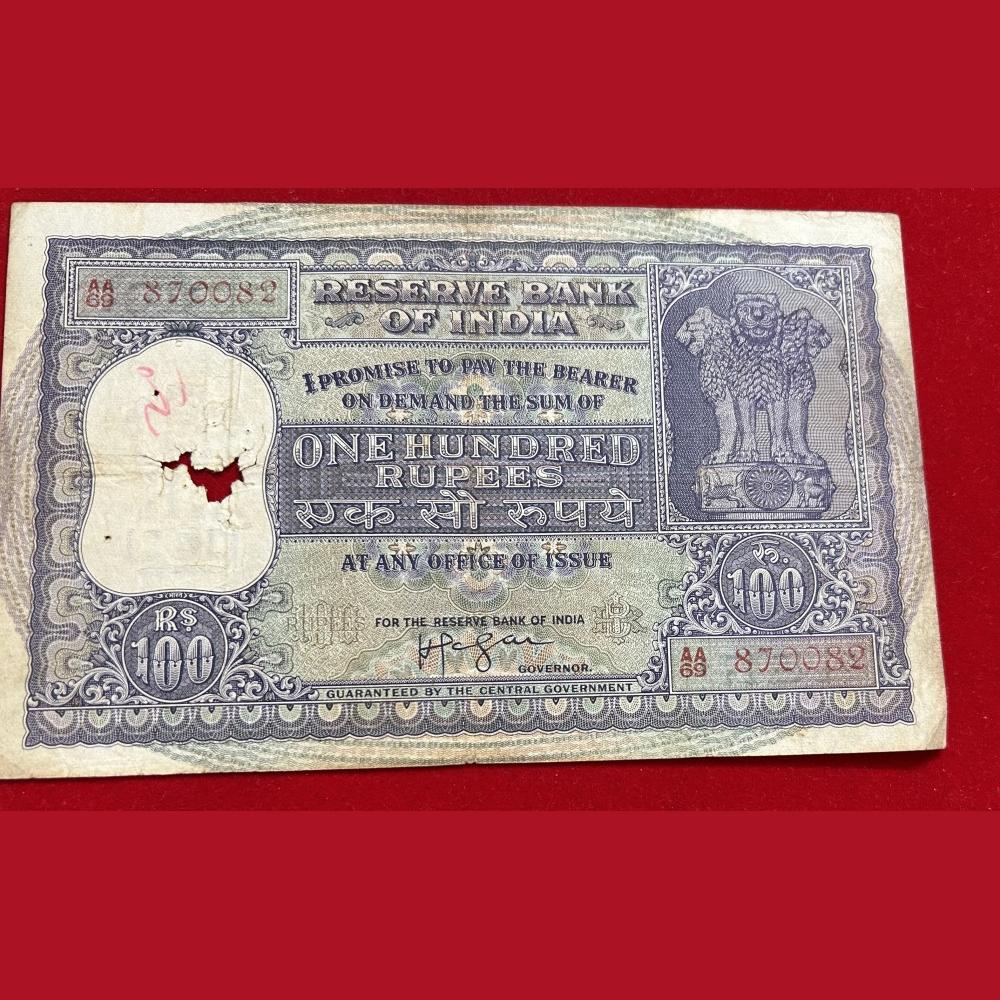 AA
69 870082
RESERVE BANK
OF INDIA
I PROMISE TO PAY THE BEARER
ON DEMAND THE SUM OF
ONE HUNDRED
RUPEES
एक सौ रुपये
AT ANY OFFICE OF ISSUE
FOR THE RESERVE BANK OF INDIA
GOVERNOR.
GUARANTEED BY THE CENTRAL GOVERNMENT
Rs
100
रु०
100
AA
69 870082